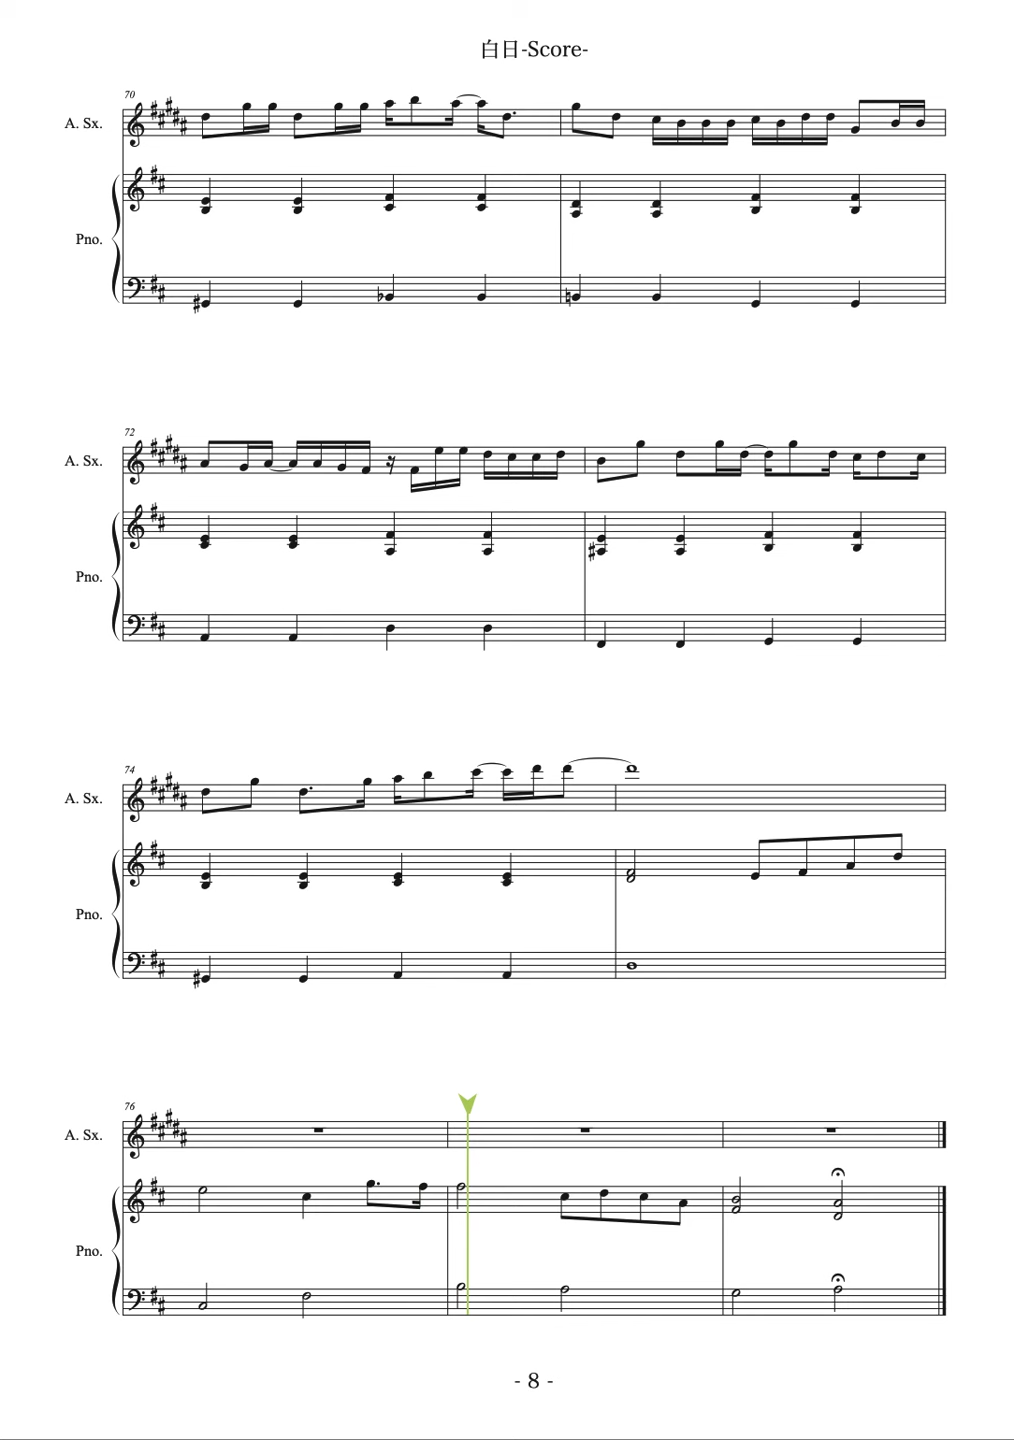 白日-Score-
70
A. Sx.
Pno.
72
A. Sx.
Pno.
74
A. Sx.
Pno.
76
A. Sx.
Pno.
- 8 -